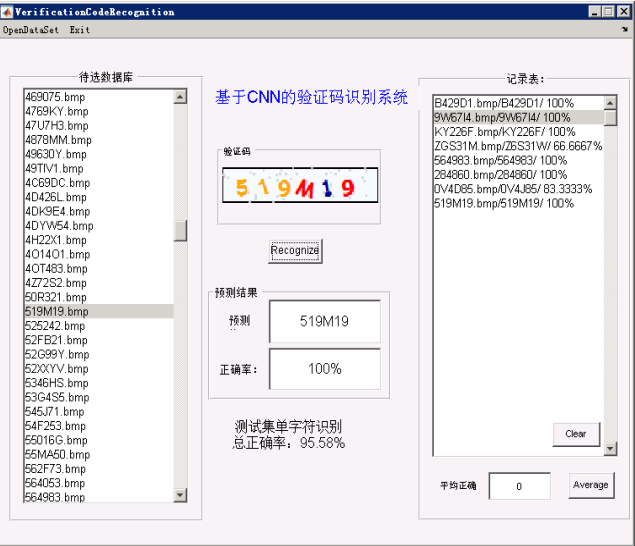 VerificationCodeRecognition
OpenDataSet Exit
待选数据库
469075.bmp
4769KY.bmp
47U7H3.bmp
4878MM.bmp
49630Y.bmp
49TIV1.bmp
4C69DC.bmp
4D426L.bmp
4DK9E4.bmp
4DYW54.bmp
4H22X1.bmp
4O14O1.bmp
4OT483.bmp
4Z72S2.bmp
50R321.bmp
519M19.bmp
525242.bmp
52FB21.bmp
52G99Y.bmp
52XXYV.bmp
5346HS.bmp
53G4S5.bmp
545J71.bmp
54F253.bmp
55016G.bmp
55MA50.bmp
562F73.bmp
564053.bmp
564983.bmp
基于CNN的验证码识别系统
验证码
519M19
Recognize
预测结果
预测
519M19
正确率：
100%
测试集单字符识别
总正确率：95.58%
记录表：
B429D1.bmp/B429D1/ 100%
9W67I4.bmp/9W67I4/ 100%
KY226F.bmp/KY226F/ 100%
ZGS31M.bmp/Z6S31W/ 66.6667%
564983.bmp/564983/ 100%
284860.bmp/284860/ 100%
0V4D85.bmp/0V4J85/ 83.3333%
519M19.bmp/519M19/ 100%
Clear
平均正确
0
Average